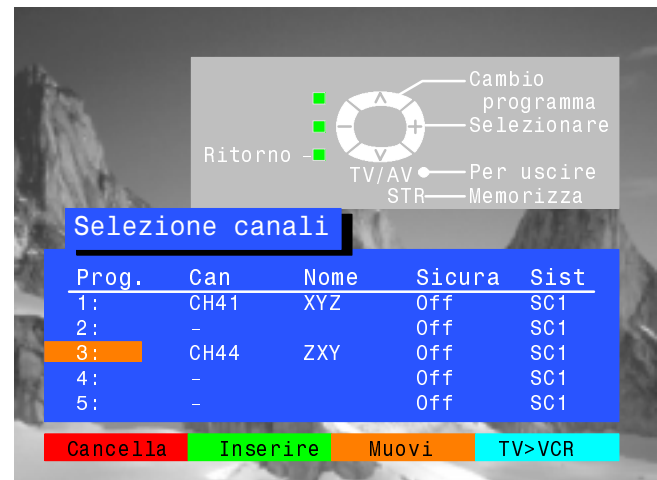 Cambio
programma
Selezionare
Ritorno
TV/AV Per uscire
STR Memorizza
Selezione canali
Prog. Can Nome Sicura Sist
1: CH41 XYZ Off SC1
2: – Off SC1
3: CH44 ZXY Off SC1
4: – Off SC1
5: – Off SC1
Cancella Inserire Muovi TV>VCR